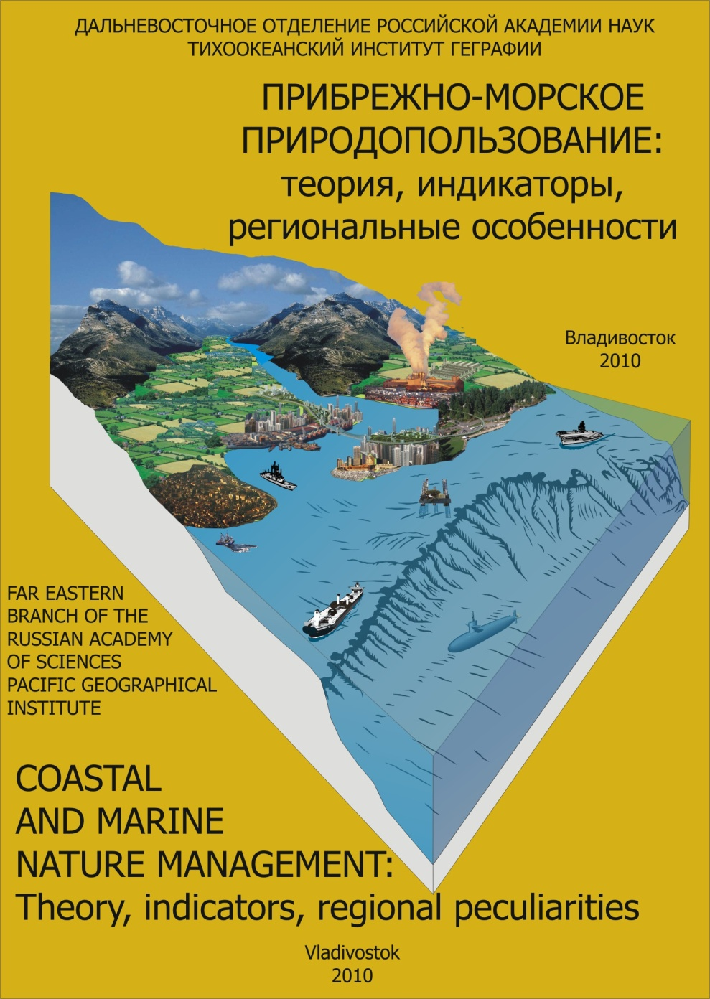 ДАЛЬНЕВОСТОЧНОЕ ОТДЕЛЕНИЕ РОССИЙСКОЙ АКАДЕМИИ НАУК
ТИХООКЕАНСКИЙ ИНСТИТУТ ГЕГРАФИИ
ПРИБРЕЖНО-МОРСКОЕ
ПРИРОДОПОЛЬЗОВАНИЕ:
теория, индикаторы,
региональные особенности
Владивосток
2010
FAR EASTERN
BRANCH OF THE
RUSSIAN ACADEMY
OF SCIENCES
PACIFIC GEOGRAPHICAL
INSTITUTE
COASTAL
AND MARINE
NATURE MANAGEMENT:
Theory, indicators, regional peculiarities
Vladivostok
2010